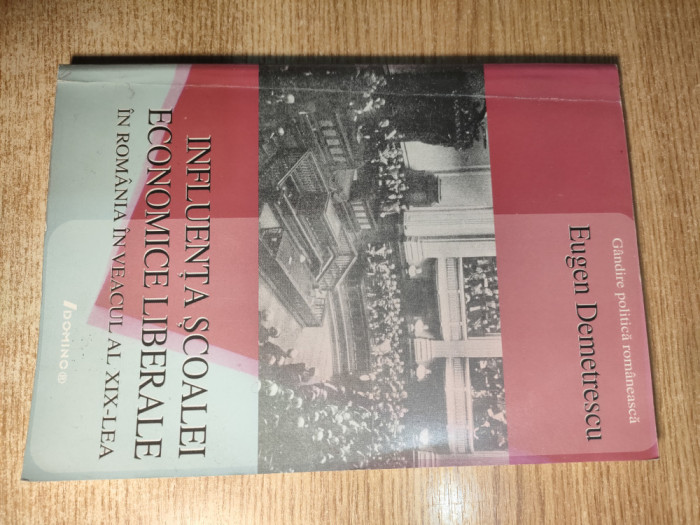 Gândire politică românească
Eugen Demetrescu
INFLUENȚA ȘCOALEI
ECONOMICE LIBERALE
ÎN ROMÂNIA ÎN VEACUL AL XIX-LEA
DOMINO®